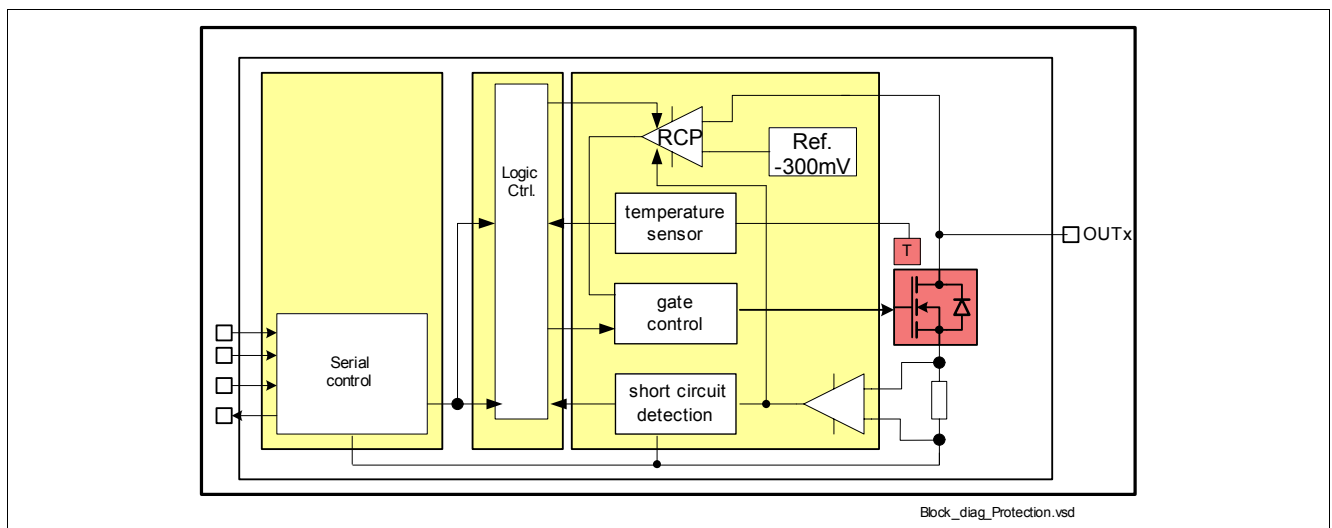 RCP
Ref.
-300mV
Logic
Ctrl.
temperature
sensor
T
OUTx
gate
control
Serial
control
short circuit
detection
Block_diag_Protection.vsd